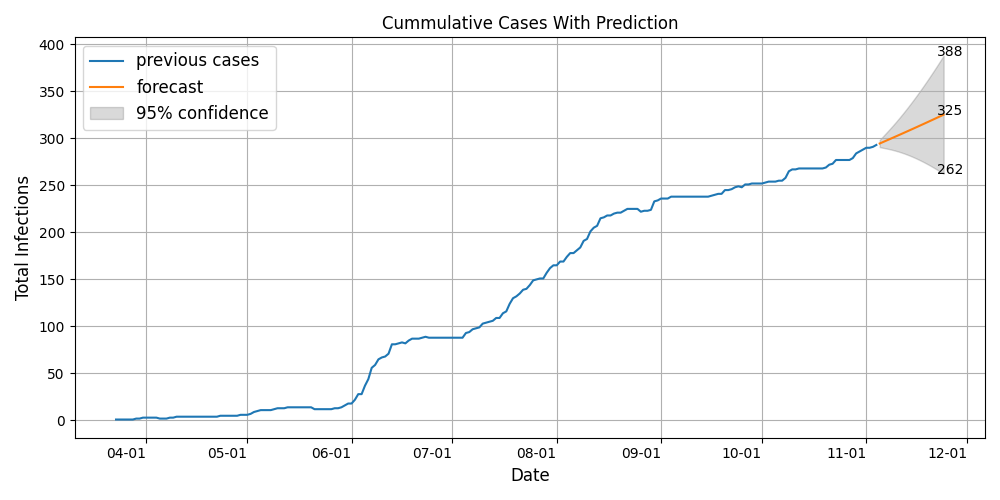 Cummulative Cases With Prediction
previous cases
forecast
95% confidence
388
325
262
400
350
300
250
200
150
100
50
0
Total Infections
04-01 05-01 06-01 07-01 08-01 09-01 10-01 11-01 12-01
Date